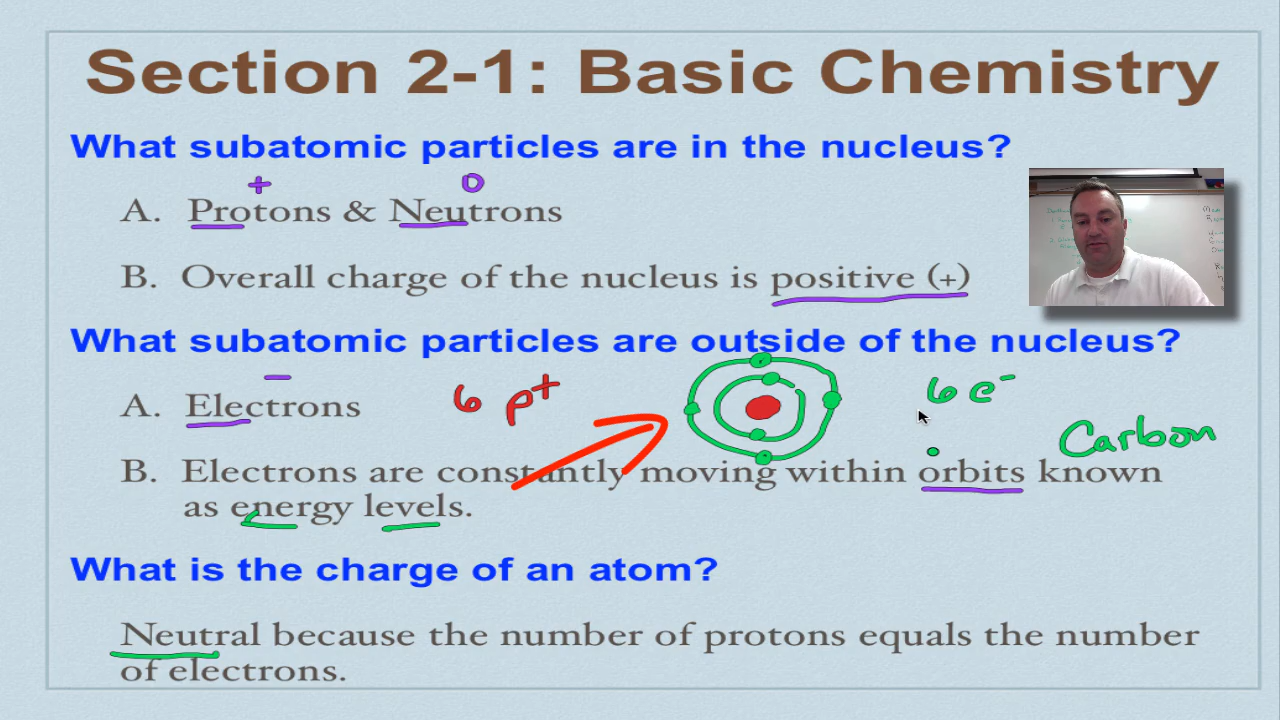 Section 2-1: Basic Chemistry
What subatomic particles are in the nucleus?
+ 0
A. Protons & Neutrons
B. Overall charge of the nucleus is positive (+)
What subatomic particles are outside of the nucleus?
−
A. Electrons 6 p+ 6 e-
Carbon
B. Electrons are constantly moving within orbits known
as energy levels.
What is the charge of an atom?
Neutral because the number of protons equals the number
of electrons.